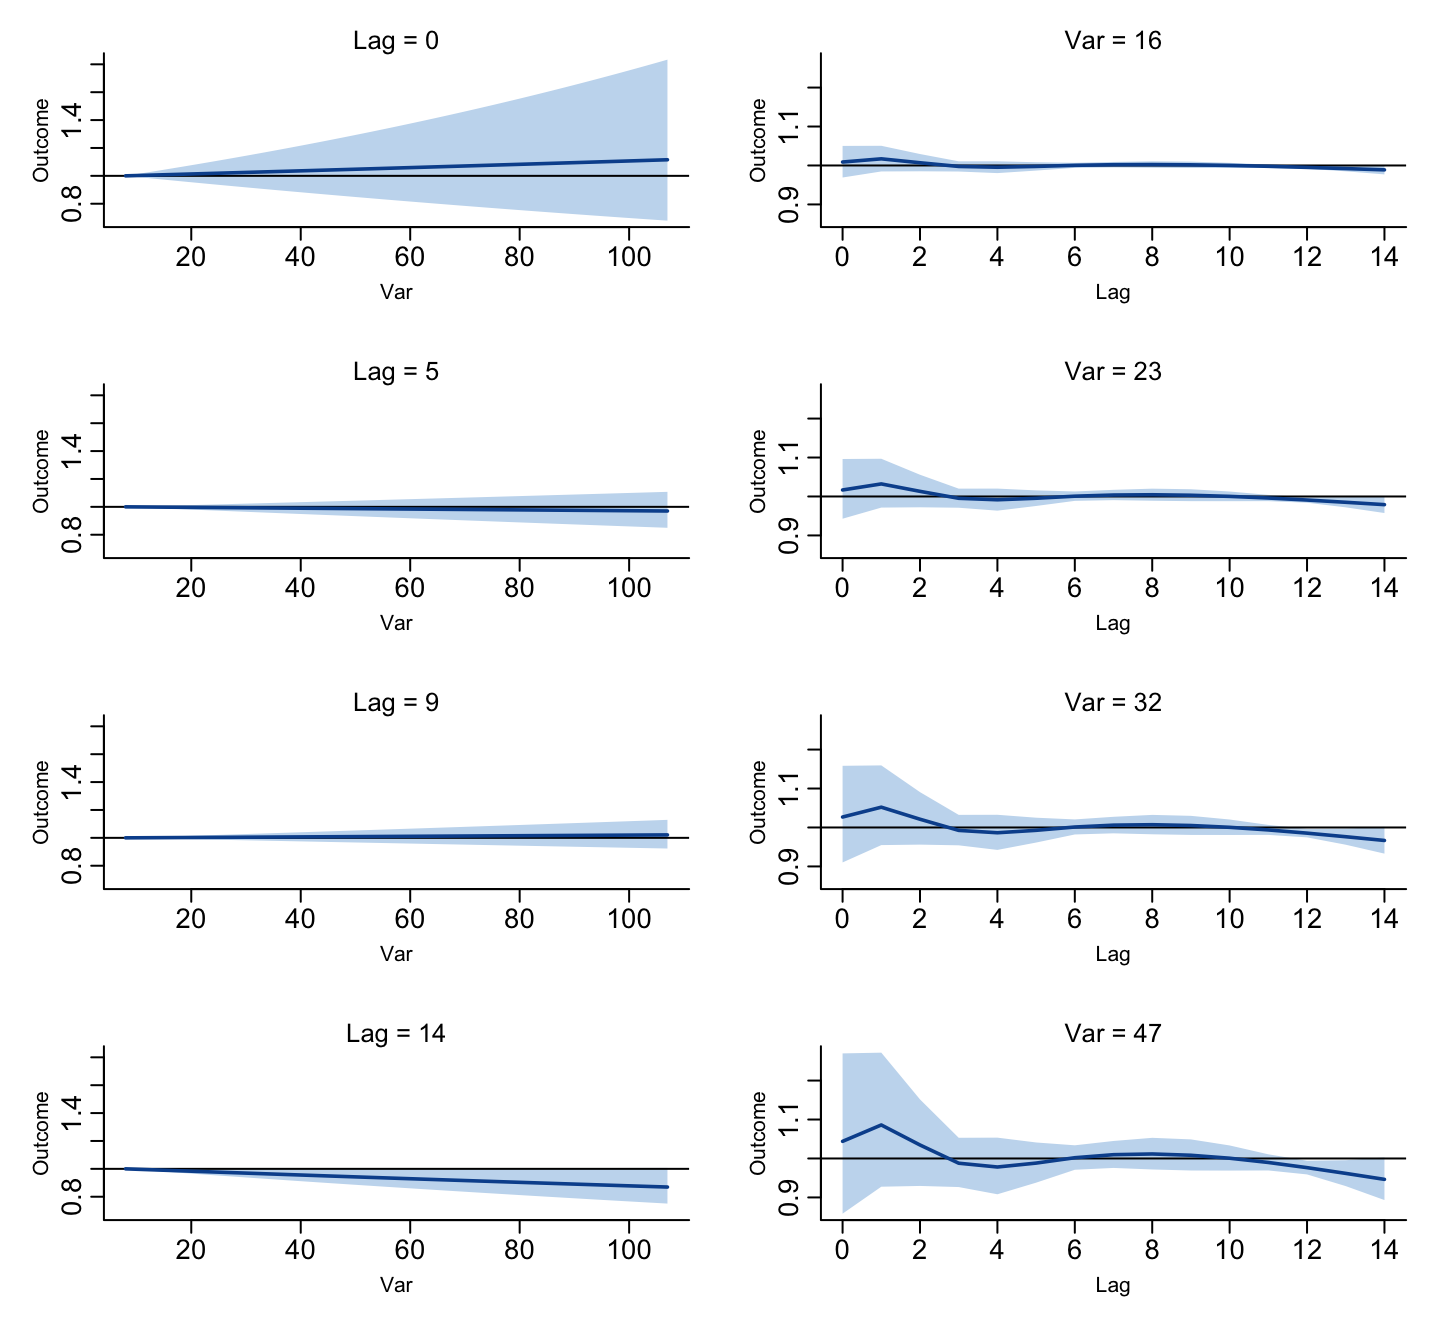 Lag = 0
Outcome
0.8 1.4
20 40 60 80 100
Var
Var = 16
Outcome
0.9 1.1
0 2 4 6 8 10 12 14
Lag
Lag = 5
Outcome
0.8 1.4
20 40 60 80 100
Var
Var = 23
Outcome
0.9 1.1
0 2 4 6 8 10 12 14
Lag
Lag = 9
Outcome
0.8 1.4
20 40 60 80 100
Var
Var = 32
Outcome
0.9 1.1
0 2 4 6 8 10 12 14
Lag
Lag = 14
Outcome
0.8 1.4
20 40 60 80 100
Var
Var = 47
Outcome
0.9 1.1
0 2 4 6 8 10 12 14
Lag